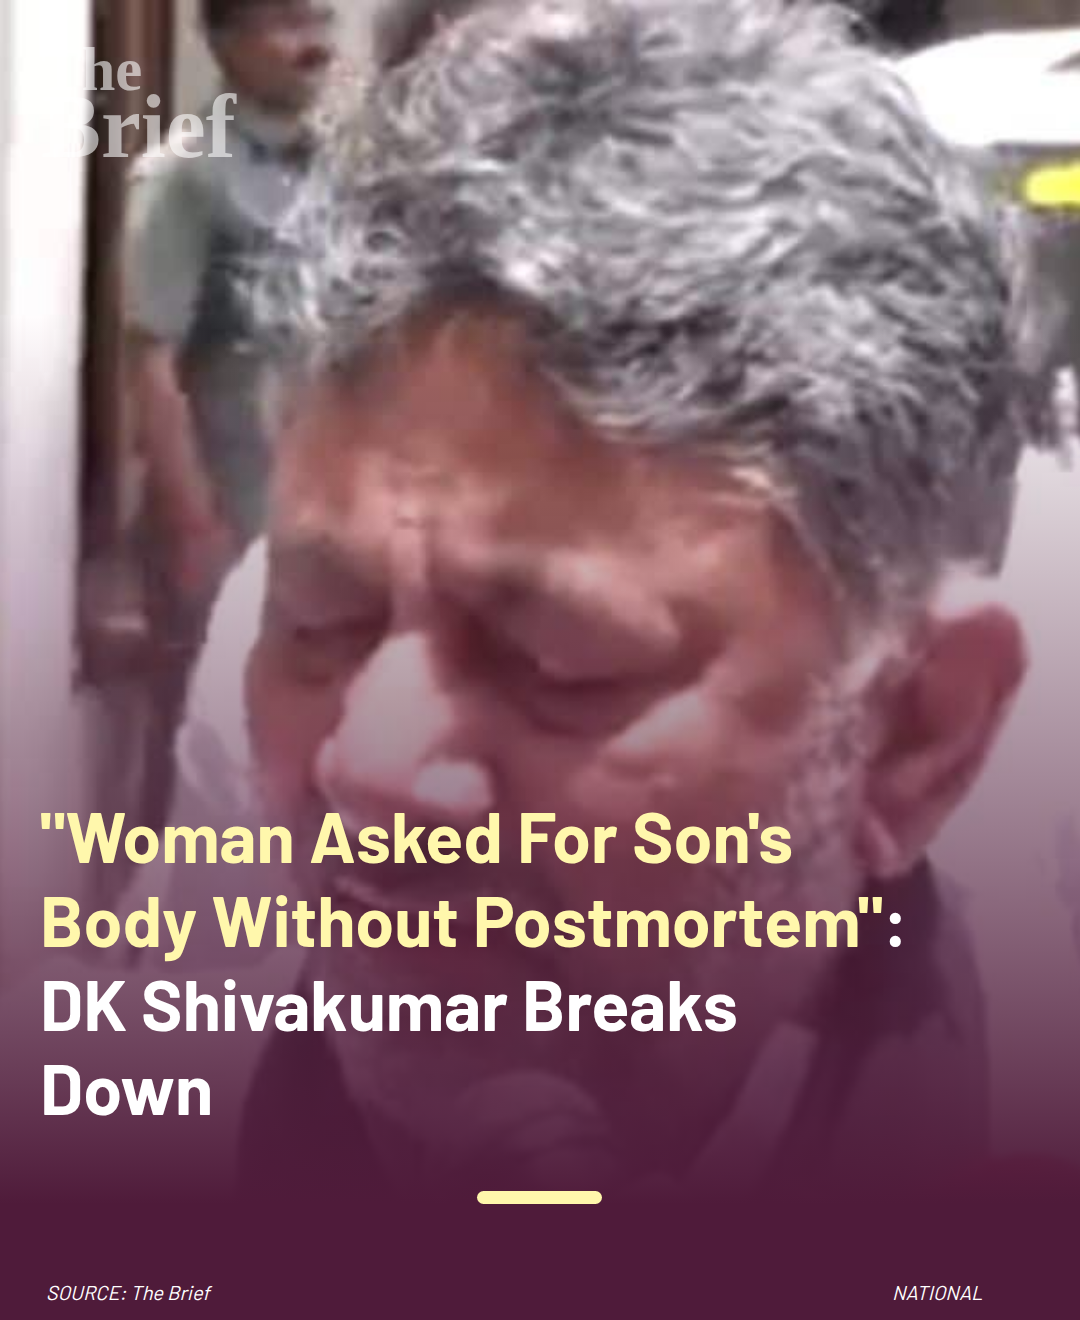 The
Brief
"Woman Asked For Son's
Body Without Postmortem":
DK Shivakumar Breaks
Down
SOURCE: The Brief
NATIONAL